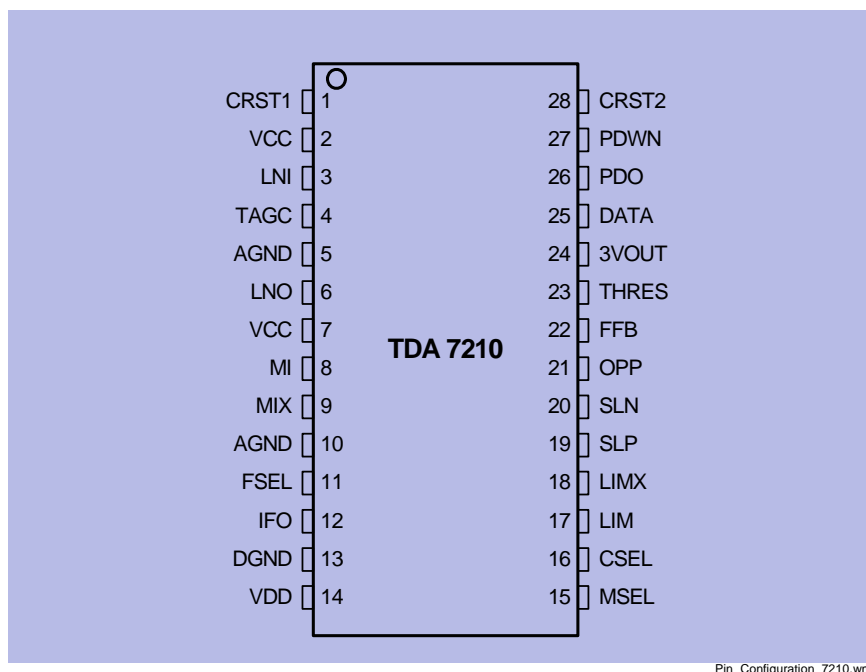 CRST1 1 28 CRST2
VCC 2 27 PDWN
LNI 3 26 PDO
TAGC 4 25 DATA
AGND 5 24 3VOUT
LNO 6 23 THRES
VCC 7 22 FFB
TDA 7210
MI 8 21 OPP
MIX 9 20 SLN
AGND 10 19 SLP
FSEL 11 18 LIMX
IFO 12 17 LIM
DGND 13 16 CSEL
VDD 14 15 MSEL